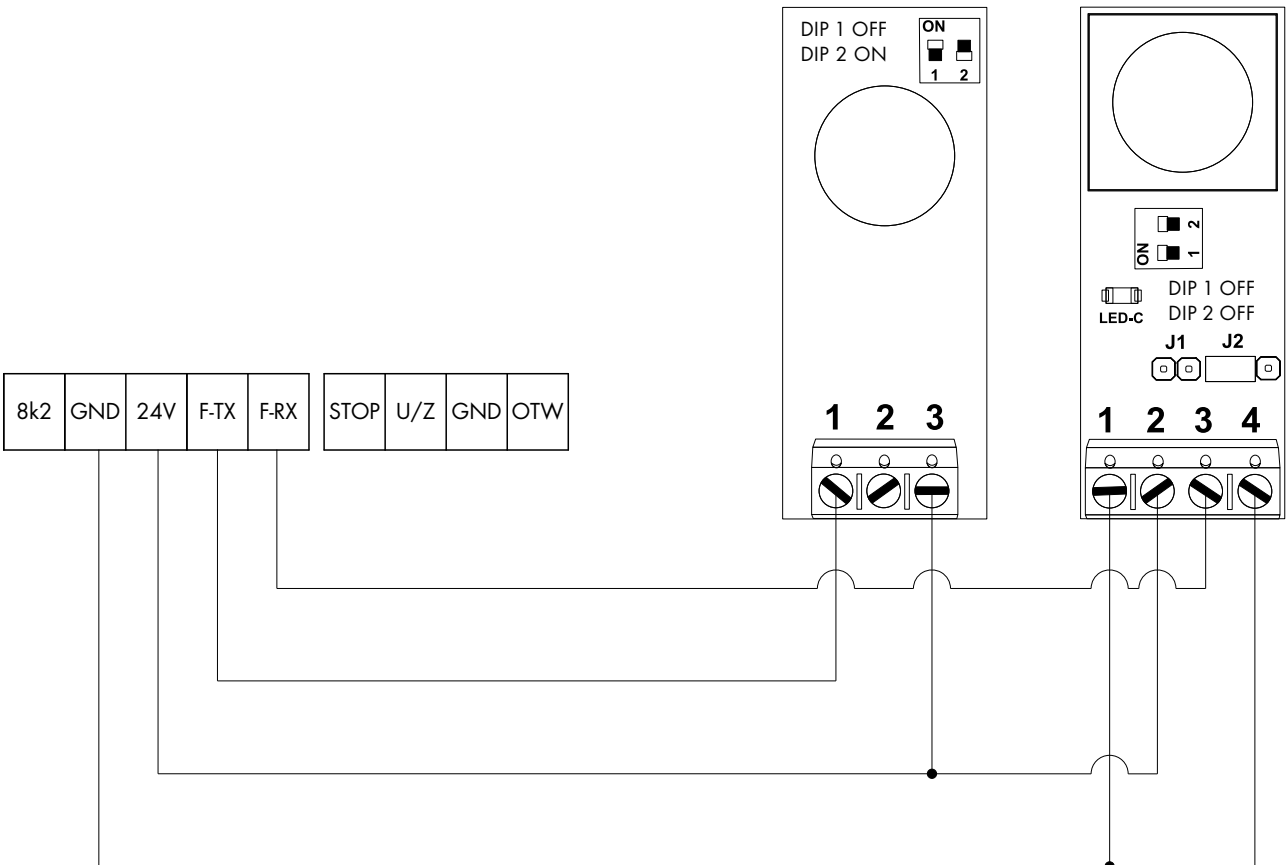 DIP 1 OFF
DIP 2 ON
ON
1 2
2
1
ON
DIP 1 OFF
DIP 2 OFF
LED-C
J1 J2
8k2 GND 24V F-TX F-RX STOP U/Z GND OTW
1 2 3
1 2 3 4